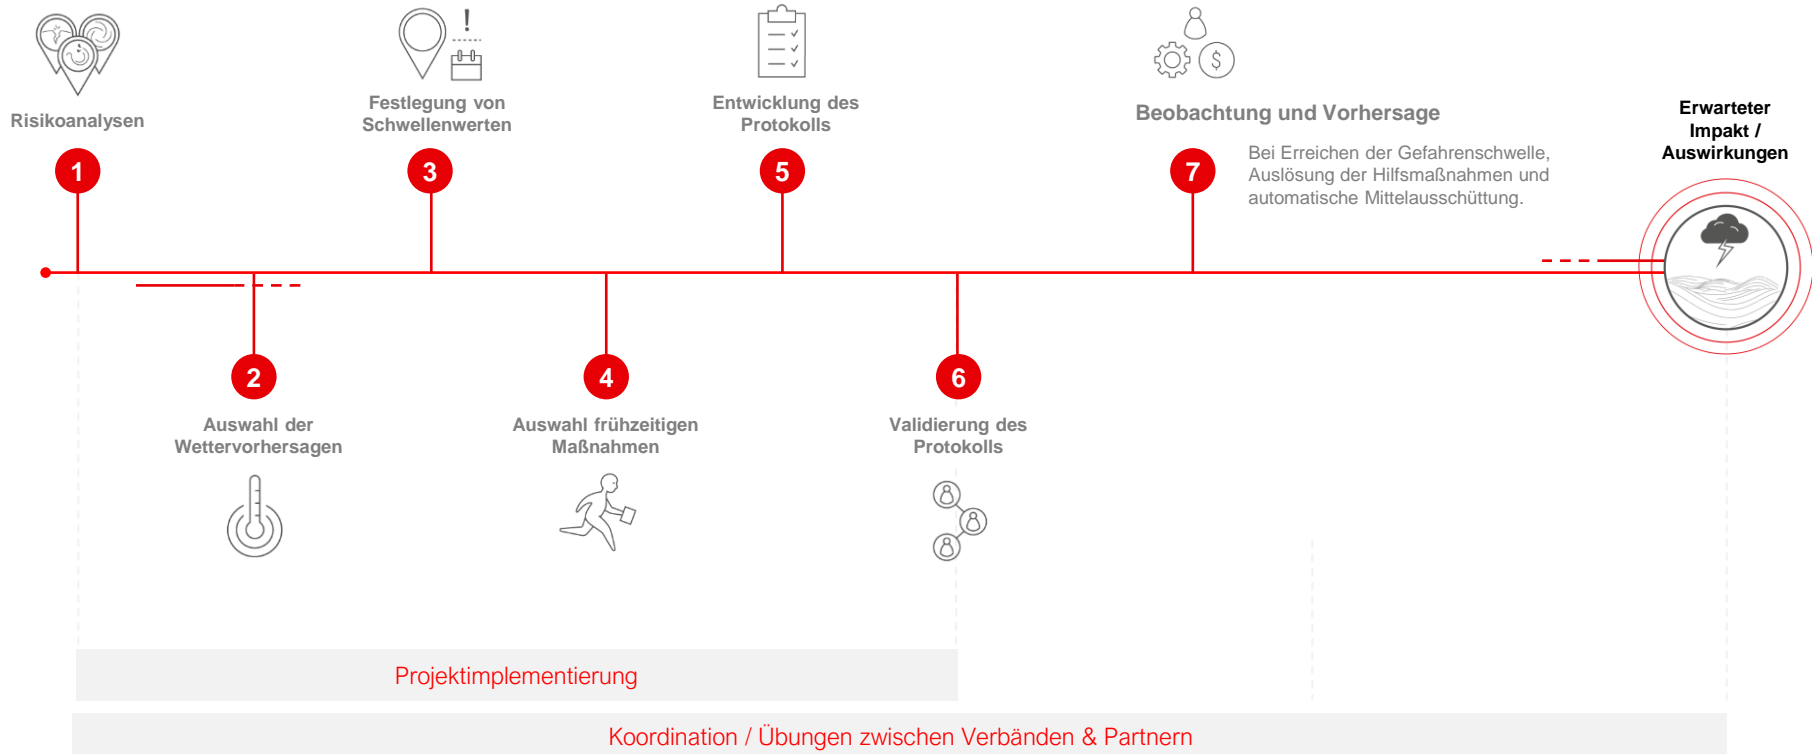 Risikoanalysen
1
!
Festlegung von
Schwellenwerten
3
Entwicklung des
Protokolls
5
$
Beobachtung und Vorhersage
7
Bei Erreichen der Gefahrenschwelle,
Auslösung der Hilfsmaßnahmen und
automatische Mittelausschüttung.
Erwarteter
Impakt /
Auswirkungen
2
Auswahl der
Wettervorhersagen
4
Auswahl frühzeitigen
Maßnahmen
6
Validierung des
Protokolls
Projektimplementierung
Koordination / Übungen zwischen Verbänden & Partnern